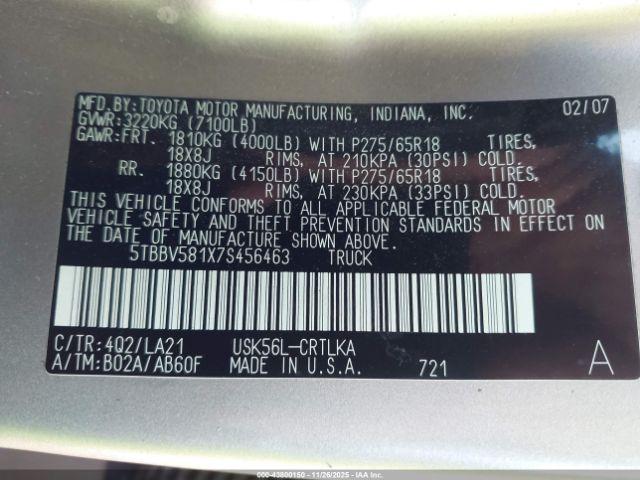 MFD.BY:TOYOTA MOTOR MANUFACTURING, INDIANA, INC. 02/07
GVWR:3220KG (7100LB)
GAWR:FRT. 1810KG (4000LB) WITH P275/65R18 TIRES,
18X8J RIMS, AT 210KPA (30PSI) COLD.
RR. 1880KG (4150LB) WITH P275/65R18 TIRES,
18X8J RIMS, AT 230KPA (33PSI) COLD.
THIS VEHICLE CONFORMS TO ALL APPLICABLE FEDERAL MOTOR
VEHICLE SAFETY AND THEFT PREVENTION STANDARDS IN EFFECT ON
THE DATE OF MANUFACTURE SHOWN ABOVE.
5TBBV581X7S456463 TRUCK
C/TR:4Q2/LA21 USK56L-CRTLKA
A/TM:B02A/AB60F MADE IN U.S.A. 721 A
000-43800150 - 11/26/2025 - IAA